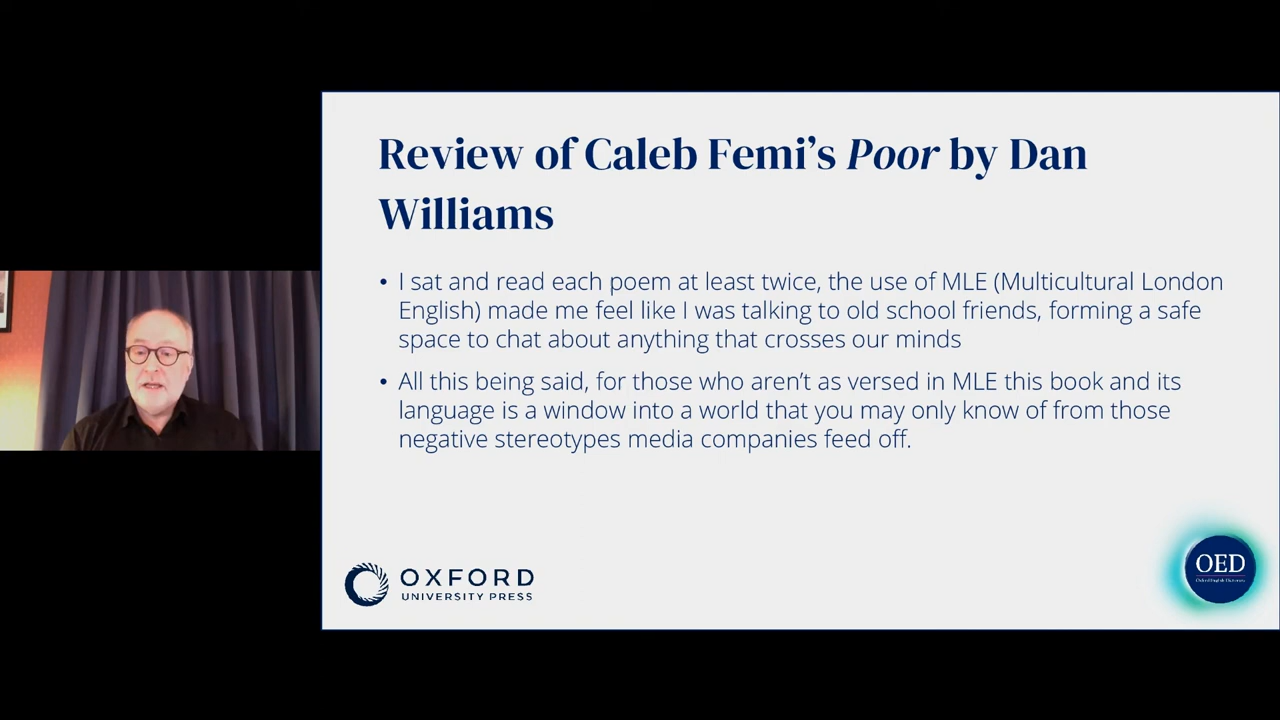 Review of Caleb Femi’s Poor by Dan
Williams
• I sat and read each poem at least twice, the use of MLE (Multicultural London
English) made me feel like I was talking to old school friends, forming a safe
space to chat about anything that crosses our minds
• All this being said, for those who aren’t as versed in MLE this book and its
language is a window into a world that you may only know of from those
negative stereotypes media companies feed off.
OXFORD
UNIVERSITY PRESS
OED
Oxford English Dictionary